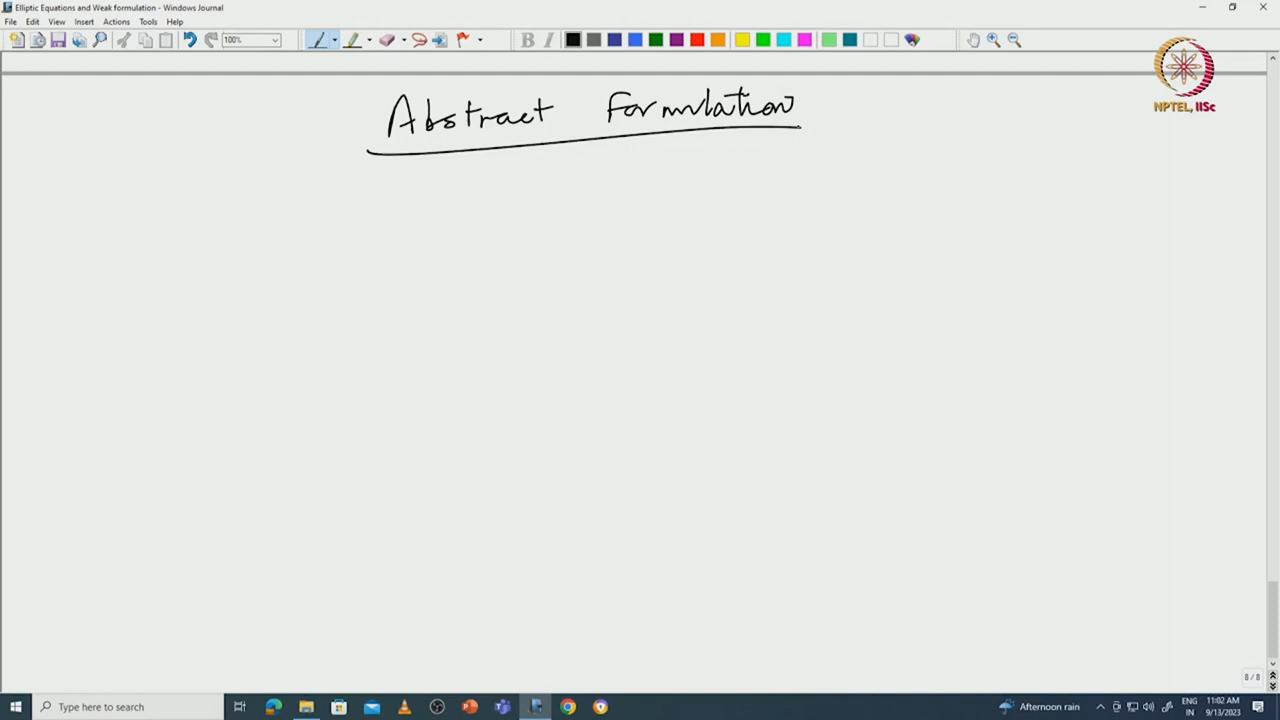 Elliptic Equations and Weak formulation - Windows Journal
File Edit View Insert Actions Tools Help
100%
B I
Abstract Formulation
NPTEL, IISc
8 / 8
Type here to search
Afternoon rain
ENG
IN
11:02 AM
9/13/2023